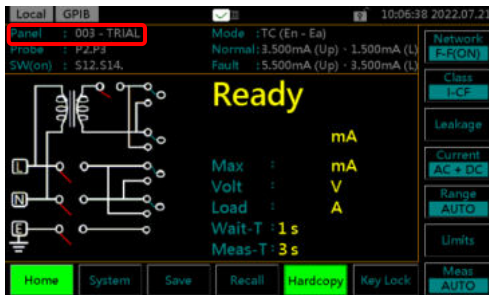 Local GPIB 10:06:38 2022.07.21
Panel : 003 - TRIAL Mode :TC (En - Ea)
Probe : P2.P3 Normal:3.500mA (Up) - 1.500mA (L)
SW(on) : S12.S14. Fault :5.500mA (Up) - 3.500mA (L)
Network
F-F(ON)
Class
I-CF
Leakage
Current
AC + DC
Range
AUTO
Limits
Meas
AUTO
Ready
mA
Max : mA
Volt : V
Load : A
Wait-T :1 s
Meas-T:3 s
L
N
E
Home System Save Recall Hardcopy Key Lock